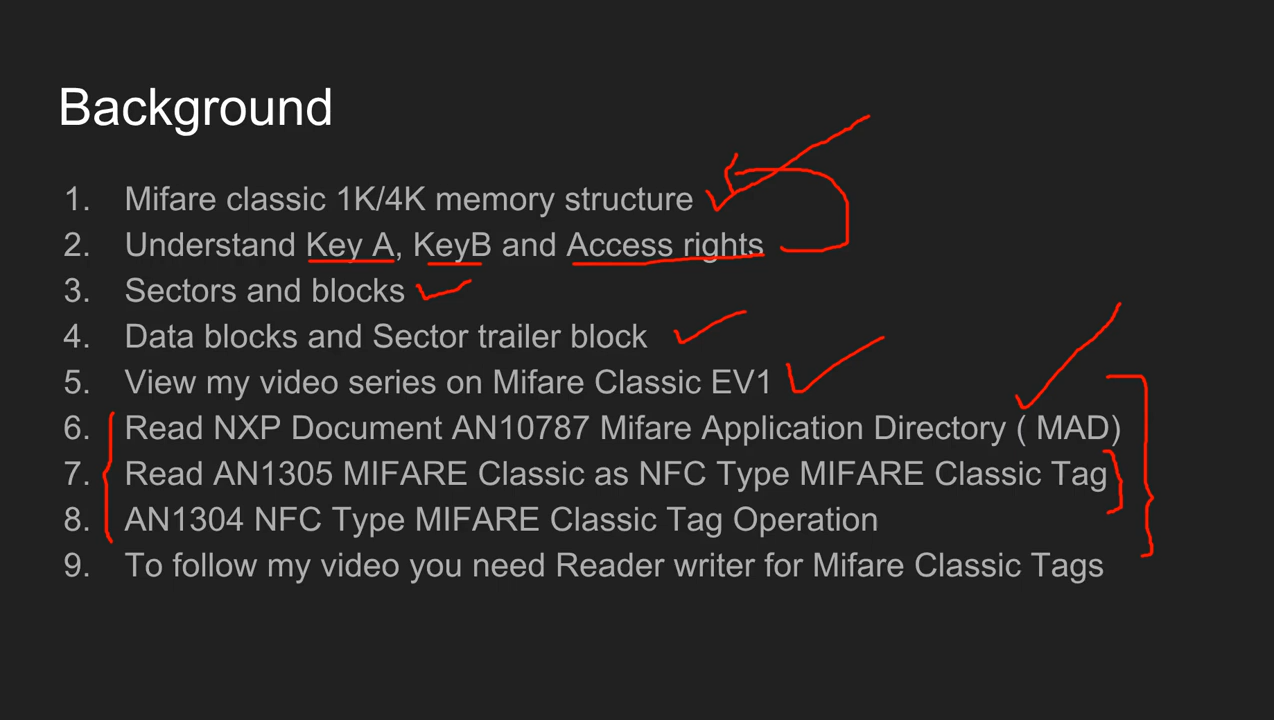 Background
1. Mifare classic 1K/4K memory structure
2. Understand Key A, KeyB and Access rights
3. Sectors and blocks
4. Data blocks and Sector trailer block
5. View my video series on Mifare Classic EV1
6. Read NXP Document AN10787 Mifare Application Directory ( MAD)
7. Read AN1305 MIFARE Classic as NFC Type MIFARE Classic Tag
8. AN1304 NFC Type MIFARE Classic Tag Operation
9. To follow my video you need Reader writer for Mifare Classic Tags